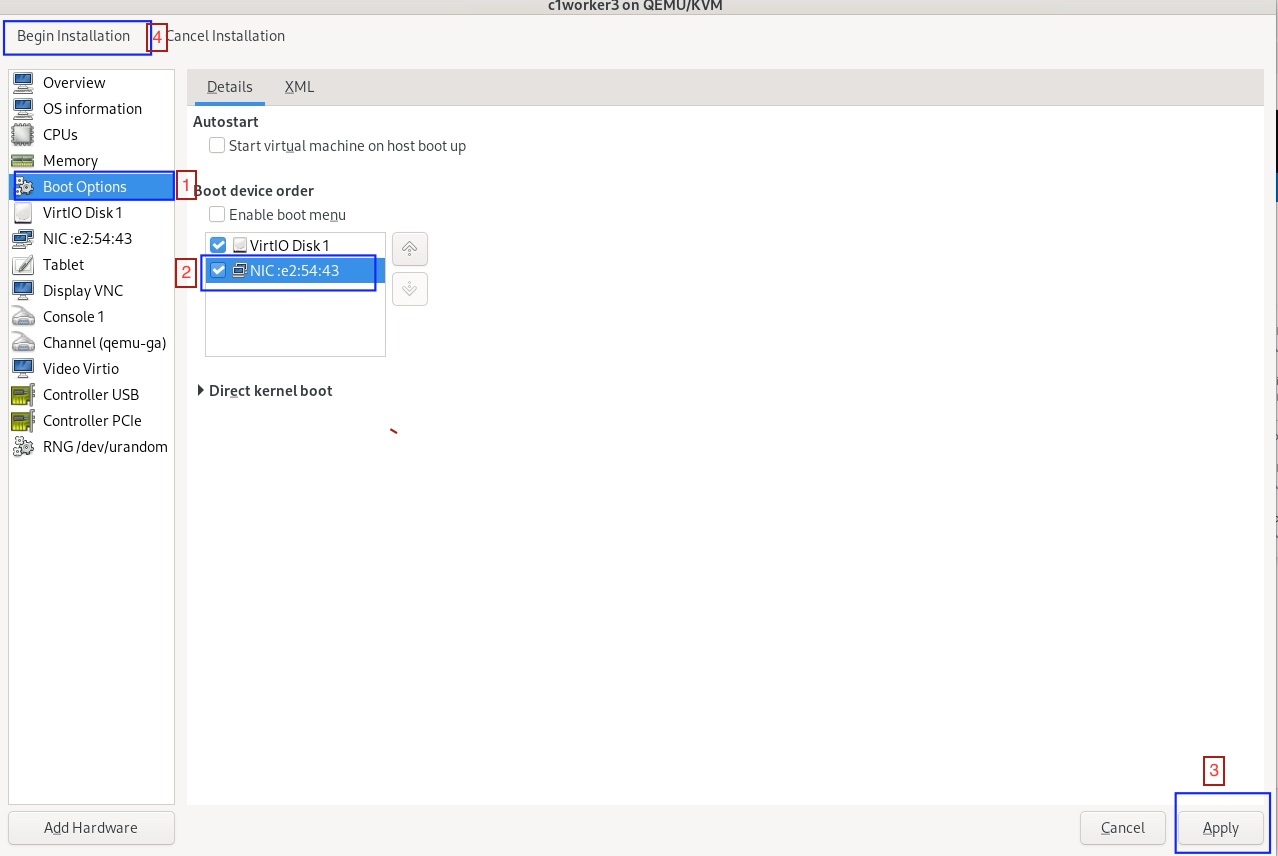 c1worker3 on QEMU/KVM
Begin Installation 4 Cancel Installation
Overview
OS information
CPUs
Memory
Boot Options 1
VirtIO Disk 1
NIC :e2:54:43
Tablet
Display VNC
Console 1
Channel (qemu-ga)
Video Virtio
Controller USB
Controller PCIe
RNG /dev/urandom
Add Hardware
Details XML
Autostart
Start virtual machine on host boot up
Boot device order
Enable boot menu
VirtIO Disk 1
2 NIC :e2:54:43
Direct kernel boot
3
Cancel Apply